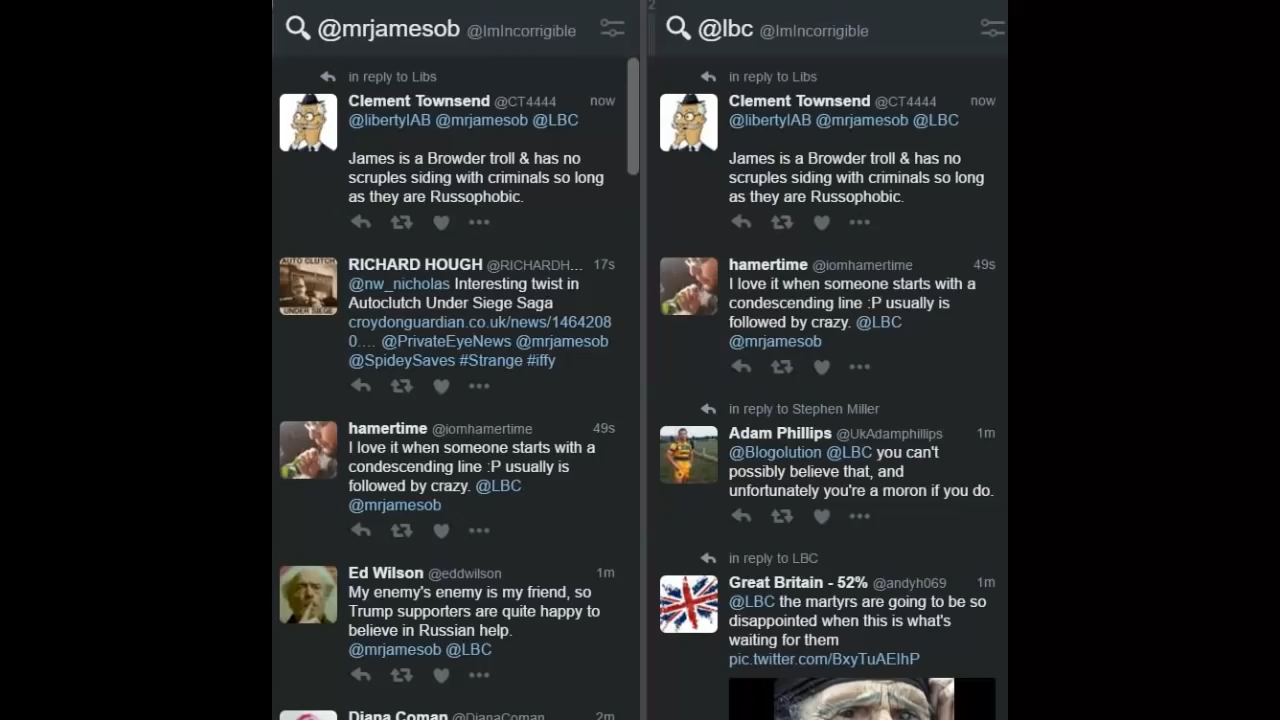 @mrjamesob @ImIncorrigible
in reply to Libs
Clement Townsend @CT4444 now
@libertyIAB @mrjamesob @LBC
James is a Browder troll & has no
scruples siding with criminals so long
as they are Russophobic.
RICHARD HOUGH @RICHARDH... 17s
@nw_nicholas Interesting twist in
Autoclutch Under Siege Saga
croydonguardian.co.uk/news/1464208
0.... @PrivateEyeNews @mrjamesob
@SpideySaves #Strange #iffy
AUTO CLUTCH
UNDER SIEGE
hamertime @iomhamertime 49s
I love it when someone starts with a
condescending line :P usually is
followed by crazy. @LBC
@mrjamesob
Ed Wilson @eddwilson 1m
My enemy's enemy is my friend, so
Trump supporters are quite happy to
believe in Russian help.
@mrjamesob @LBC
Diana Coman @DianaComan 2m
2
@lbc @ImIncorrigible
in reply to Libs
Clement Townsend @CT4444 now
@libertyIAB @mrjamesob @LBC
James is a Browder troll & has no
scruples siding with criminals so long
as they are Russophobic.
hamertime @iomhamertime 49s
I love it when someone starts with a
condescending line :P usually is
followed by crazy. @LBC
@mrjamesob
in reply to Stephen Miller
Adam Phillips @UkAdamphillips 1m
@Blogolution @LBC you can't
possibly believe that, and
unfortunately you're a moron if you do.
in reply to LBC
Great Britain - 52% @andyh069 1m
@LBC the martyrs are going to be so
disappointed when this is what's
waiting for them
pic.twitter.com/BxyTuAEIhP